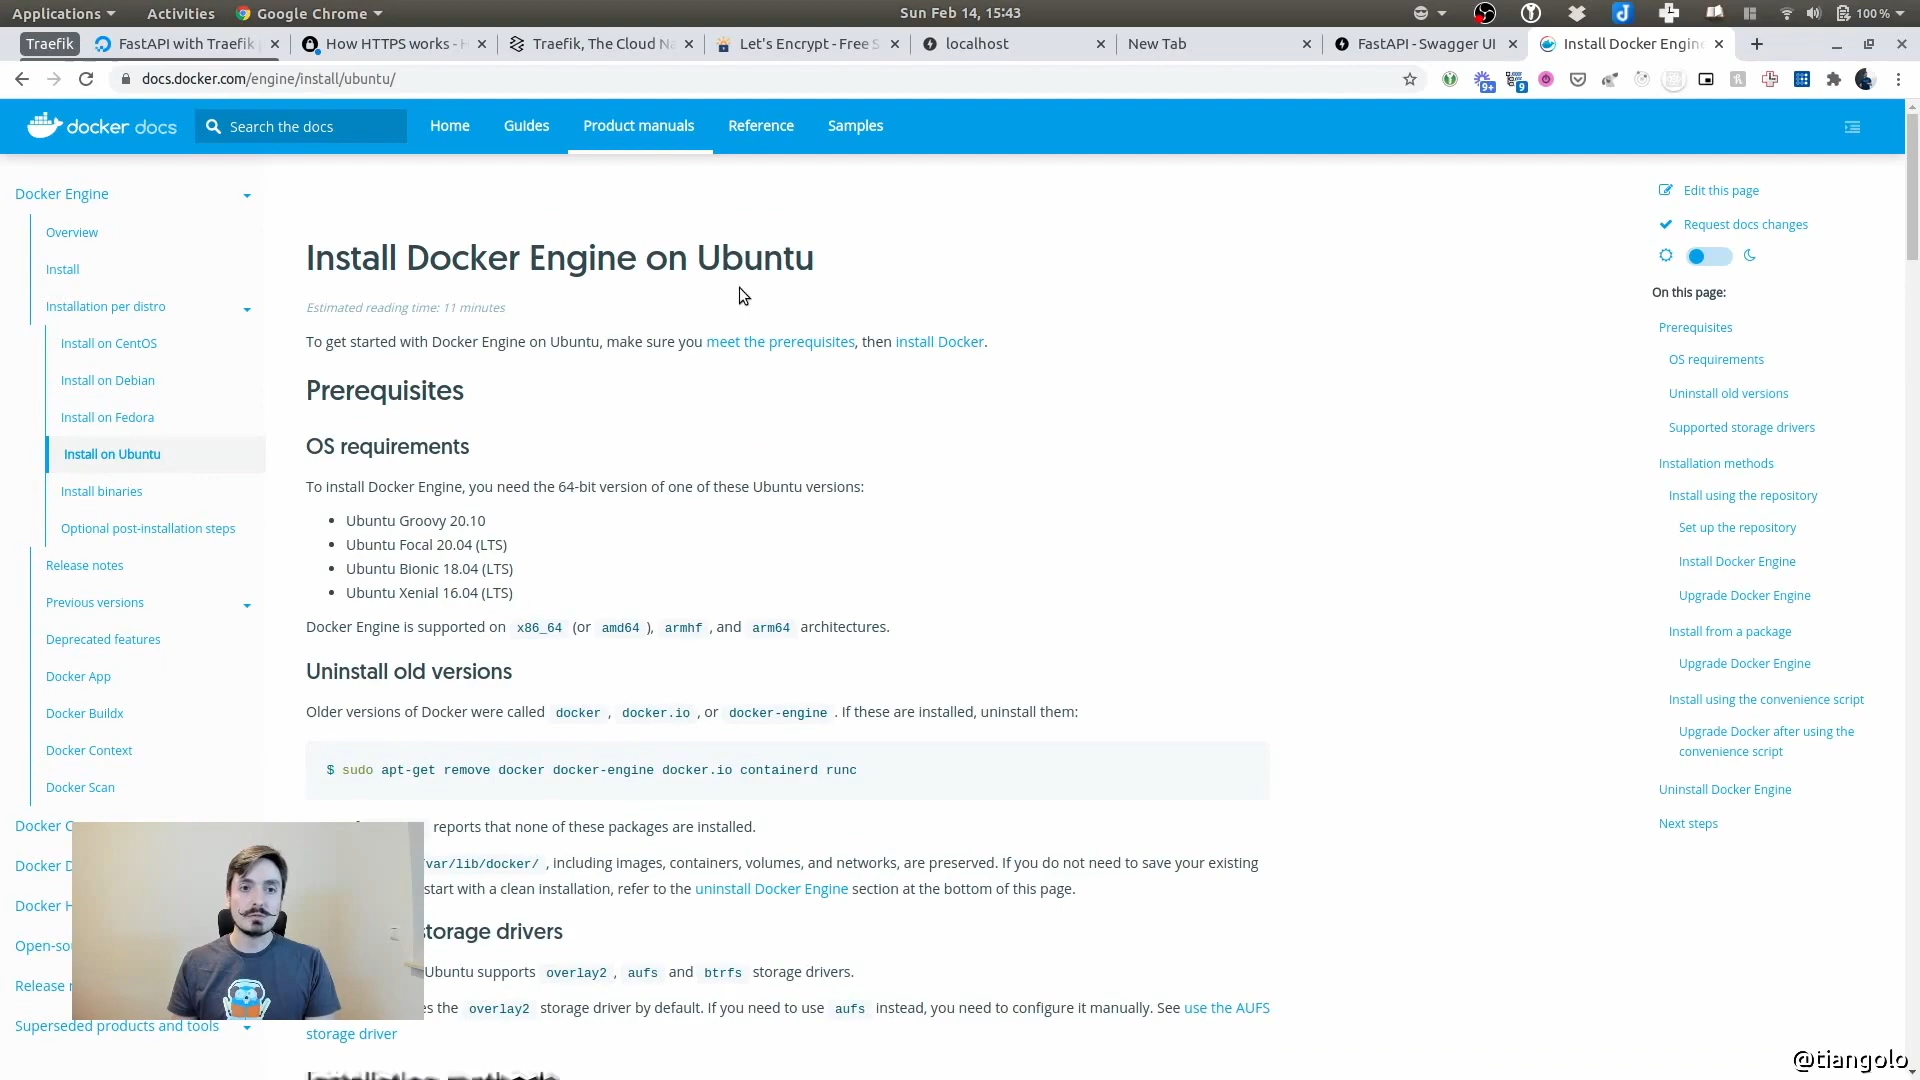 Applications
Activities
Google Chrome
Sun Feb 14, 15:43
100 %
Traefik
FastAPI with Traefik
How HTTPS works - H
Traefik, The Cloud Na
Let's Encrypt - Free S
localhost
New Tab
FastAPI - Swagger UI
Install Docker Engine
docs.docker.com/engine/install/ubuntu/
9+
9
docker docs
Search the docs
Home
Guides
Product manuals
Reference
Samples
Docker Engine
Overview
Install
Installation per distro
Install on CentOS
Install on Debian
Install on Fedora
Install on Ubuntu
Install binaries
Optional post-installation steps
Release notes
Previous versions
Deprecated features
Docker App
Docker Buildx
Docker Context
Docker Scan
Docker C
Docker D
Docker H
Open-sou
Release n
Superseded products and tools
Install Docker Engine on Ubuntu
Estimated reading time: 11 minutes
To get started with Docker Engine on Ubuntu, make sure you meet the prerequisites, then install Docker.
Prerequisites
OS requirements
To install Docker Engine, you need the 64-bit version of one of these Ubuntu versions:
• Ubuntu Groovy 20.10
• Ubuntu Focal 20.04 (LTS)
• Ubuntu Bionic 18.04 (LTS)
• Ubuntu Xenial 16.04 (LTS)
Docker Engine is supported on x86_64 (or amd64 ), armhf , and arm64 architectures.
Uninstall old versions
Older versions of Docker were called docker , docker.io , or docker-engine . If these are installed, uninstall them:
$ sudo apt-get remove docker docker-engine docker.io containerd runc
reports that none of these packages are installed.
/var/lib/docker/ , including images, containers, volumes, and networks, are preserved. If you do not need to save your existing
start with a clean installation, refer to the uninstall Docker Engine section at the bottom of this page.
storage drivers
Ubuntu supports overlay2 , aufs and btrfs storage drivers.
es the overlay2 storage driver by default. If you need to use aufs instead, you need to configure it manually. See use the AUFS
storage driver
Installation methods
Edit this page
Request docs changes
On this page:
Prerequisites
OS requirements
Uninstall old versions
Supported storage drivers
Installation methods
Install using the repository
Set up the repository
Install Docker Engine
Upgrade Docker Engine
Install from a package
Upgrade Docker Engine
Install using the convenience script
Upgrade Docker after using the
convenience script
Uninstall Docker Engine
Next steps
@tiangolo